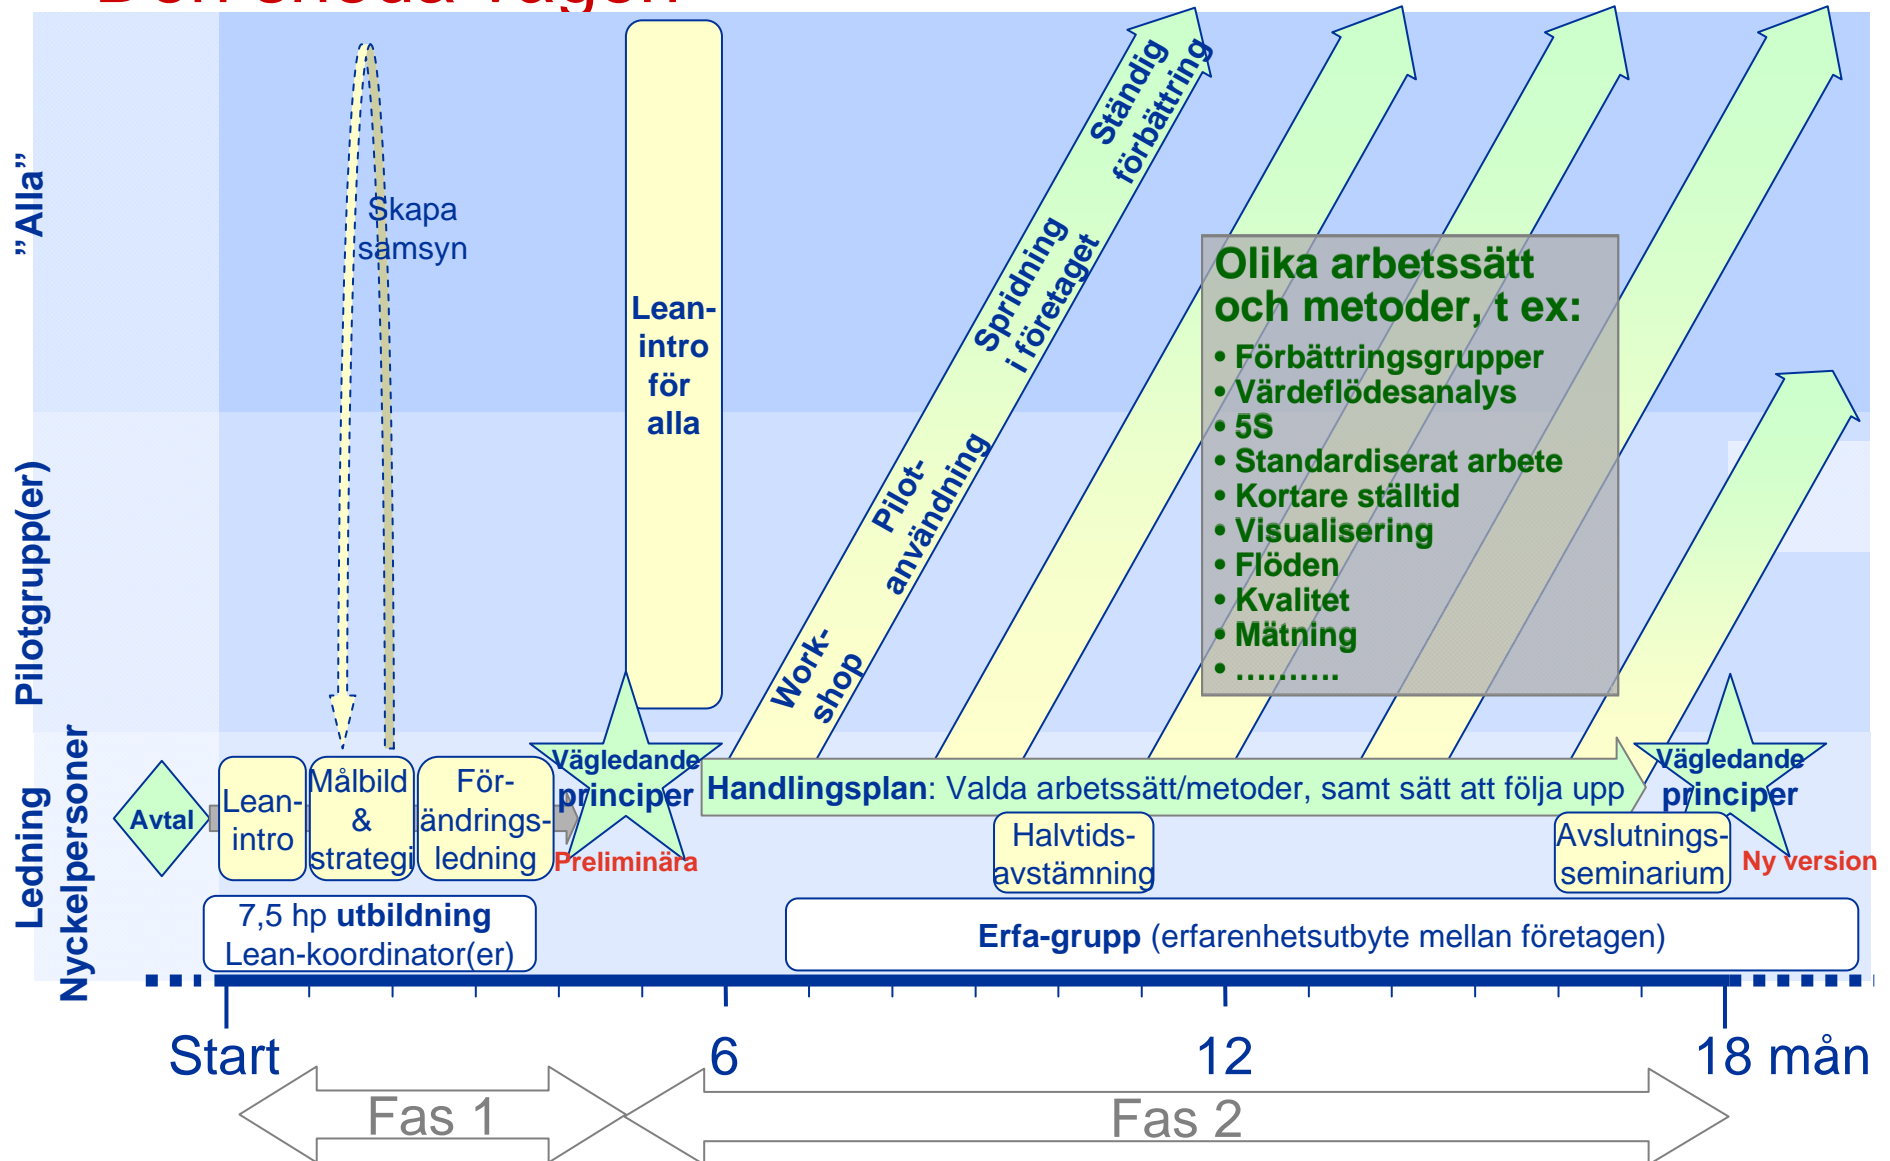 ”Alla”
Pilotgrupp(er)
Ledning
Nyckelpersoner
Skapa
samsyn
Lean-
intro
för
alla
Work-
shop
Pilot-
användning
Spridning
i företaget
Ständig
förbättring
Olika arbetssätt
och metoder, t ex:
• Förbättringsgrupper
• Värdeflödesanalys
• 5S
• Standardiserat arbete
• Kortare ställtid
• Visualisering
• Flöden
• Kvalitet
• Mätning
• ……….
Avtal
Lean-
intro
Målbild
&
strategi
För-
ändrings-
ledning
Vägledande
principer
Preliminära
Handlingsplan: Valda arbetssätt/metoder, samt sätt att följa upp
Halvtids-
avstämning
Avslutnings-
seminarium
Vägledande
principer
Ny version
7,5 hp utbildning
Lean-koordinator(er)
Erfa-grupp (erfarenhetsutbyte mellan företagen)
Start
6
12
18 mån
Fas 1
Fas 2